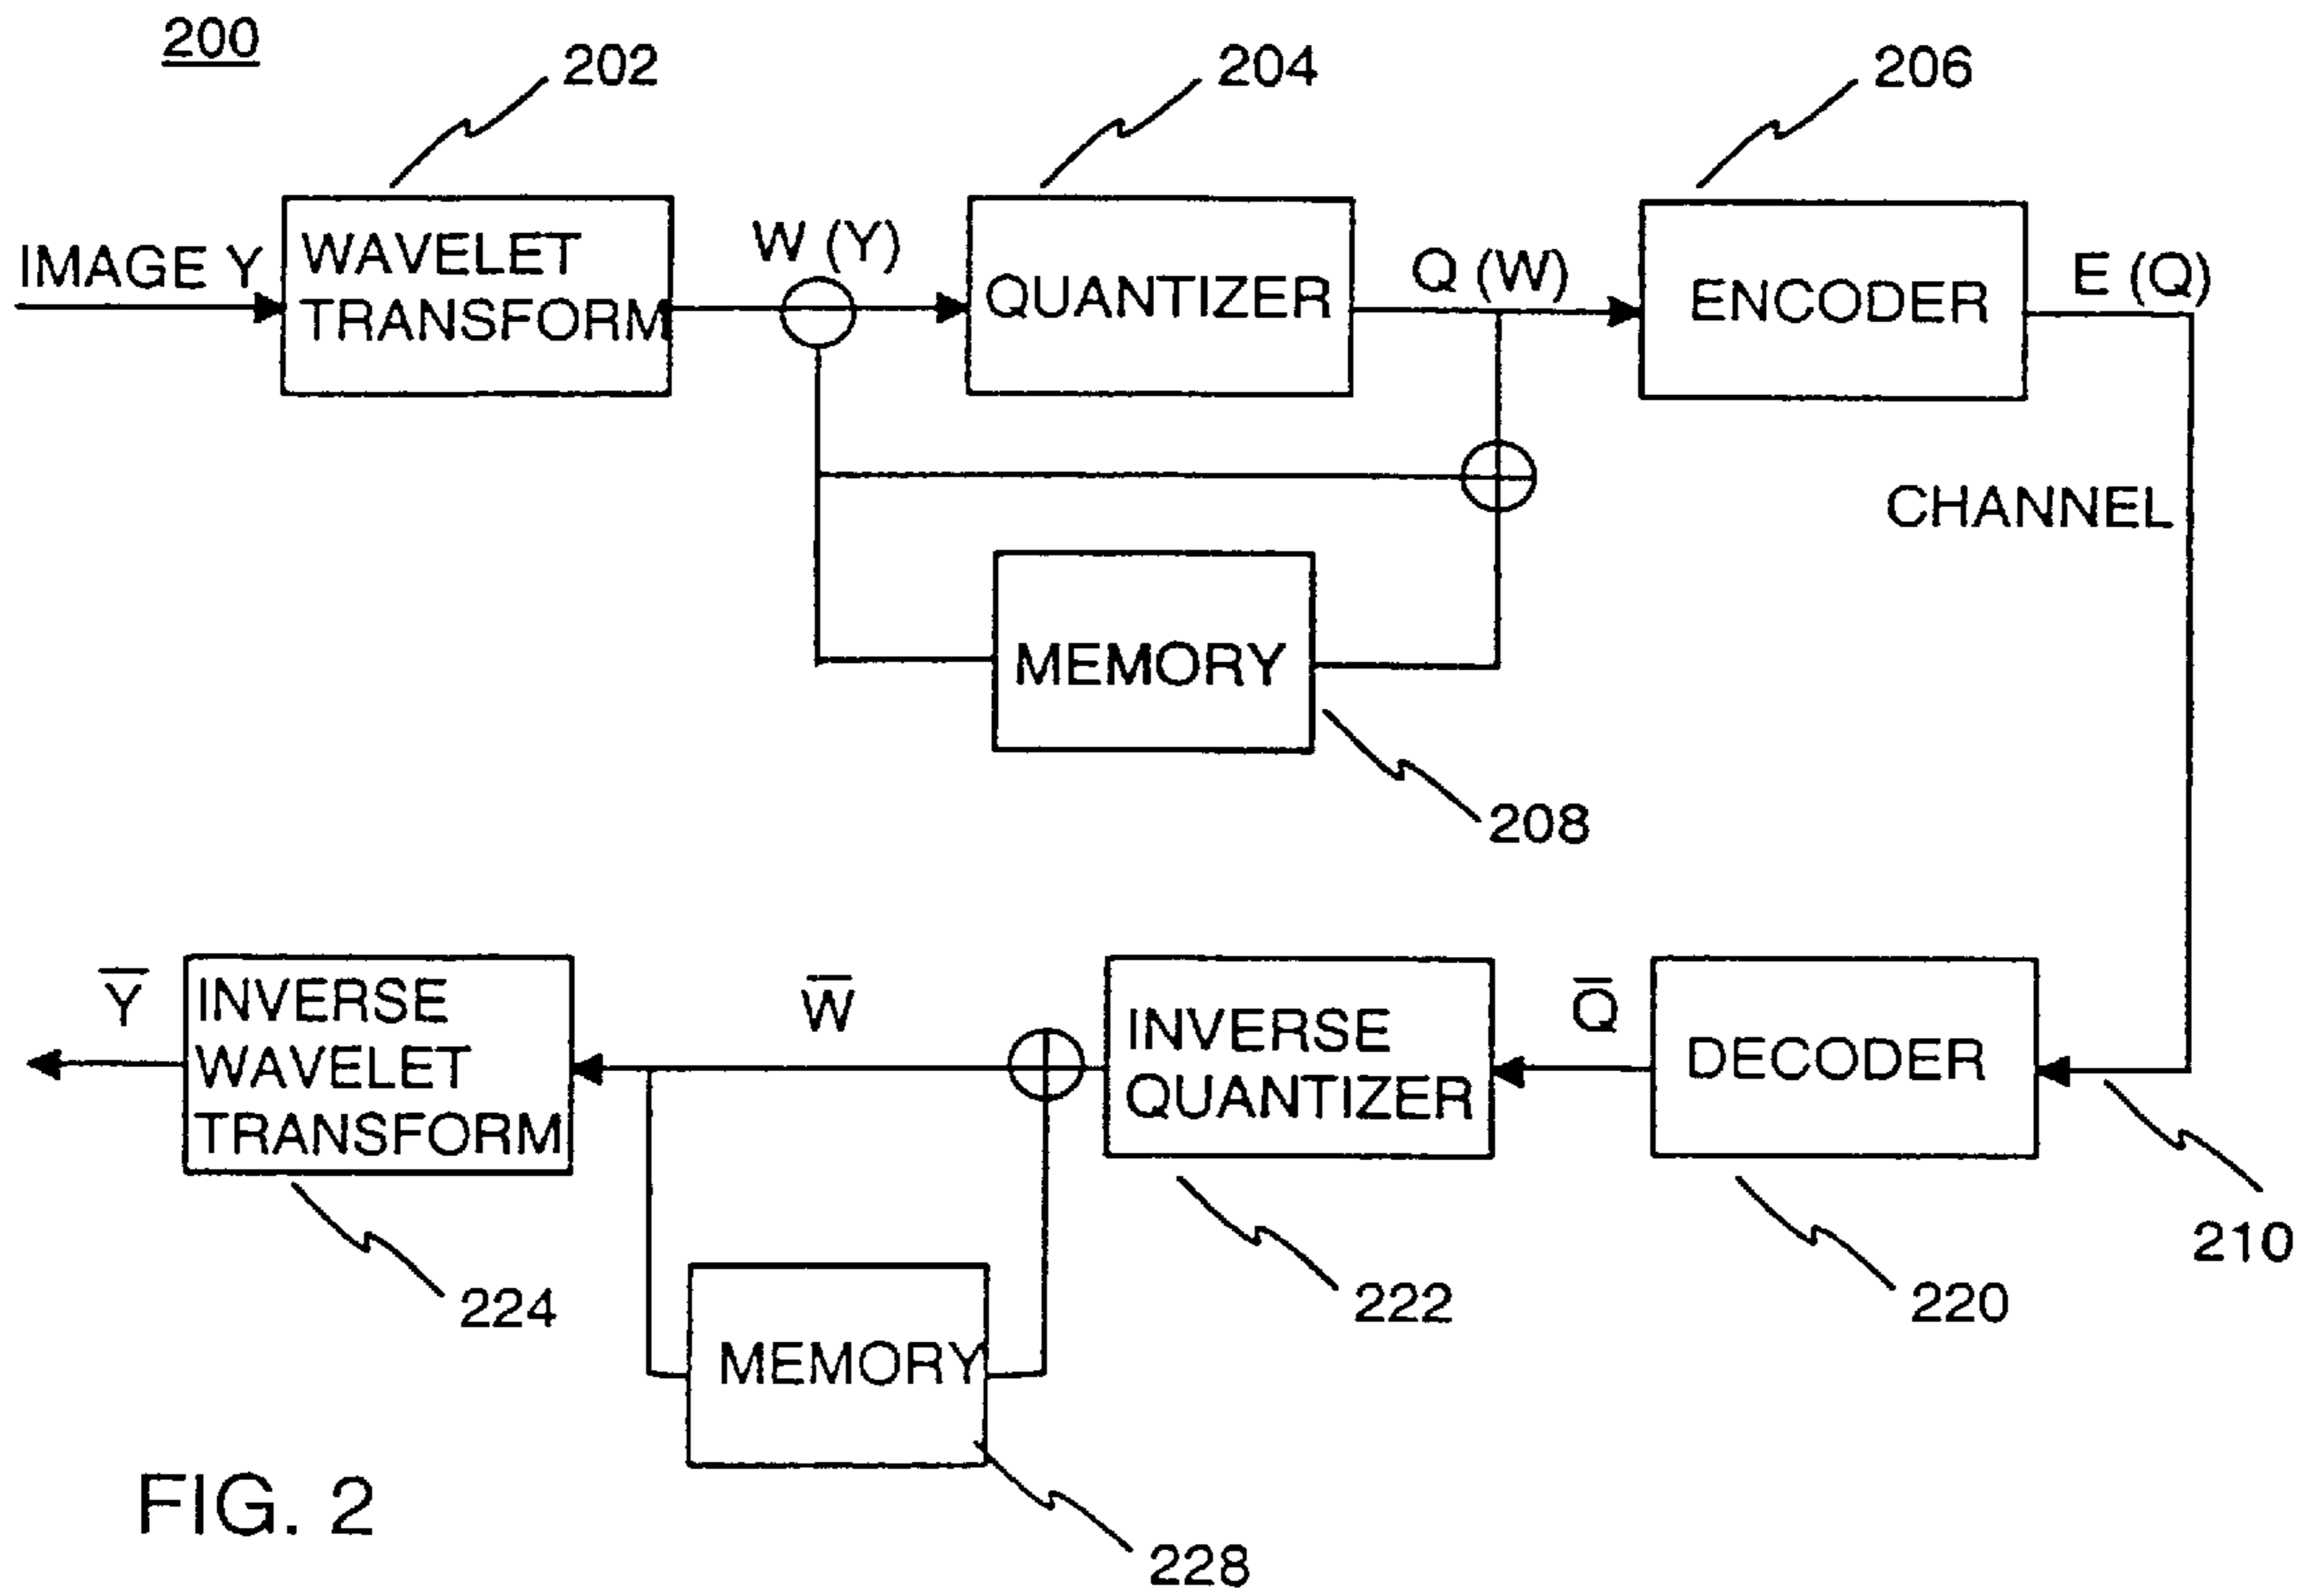 200
202
204
206
IMAGE Y
WAVELET
TRANSFORM
W (Y)
QUANTIZER
Q (W)
ENCODER
E (Q)
CHANNEL
MEMORY
208
Y̅
INVERSE
WAVELET
TRANSFORM
W̅
INVERSE
QUANTIZER
Q̅
DECODER
210
224
222
220
MEMORY
228
FIG. 2